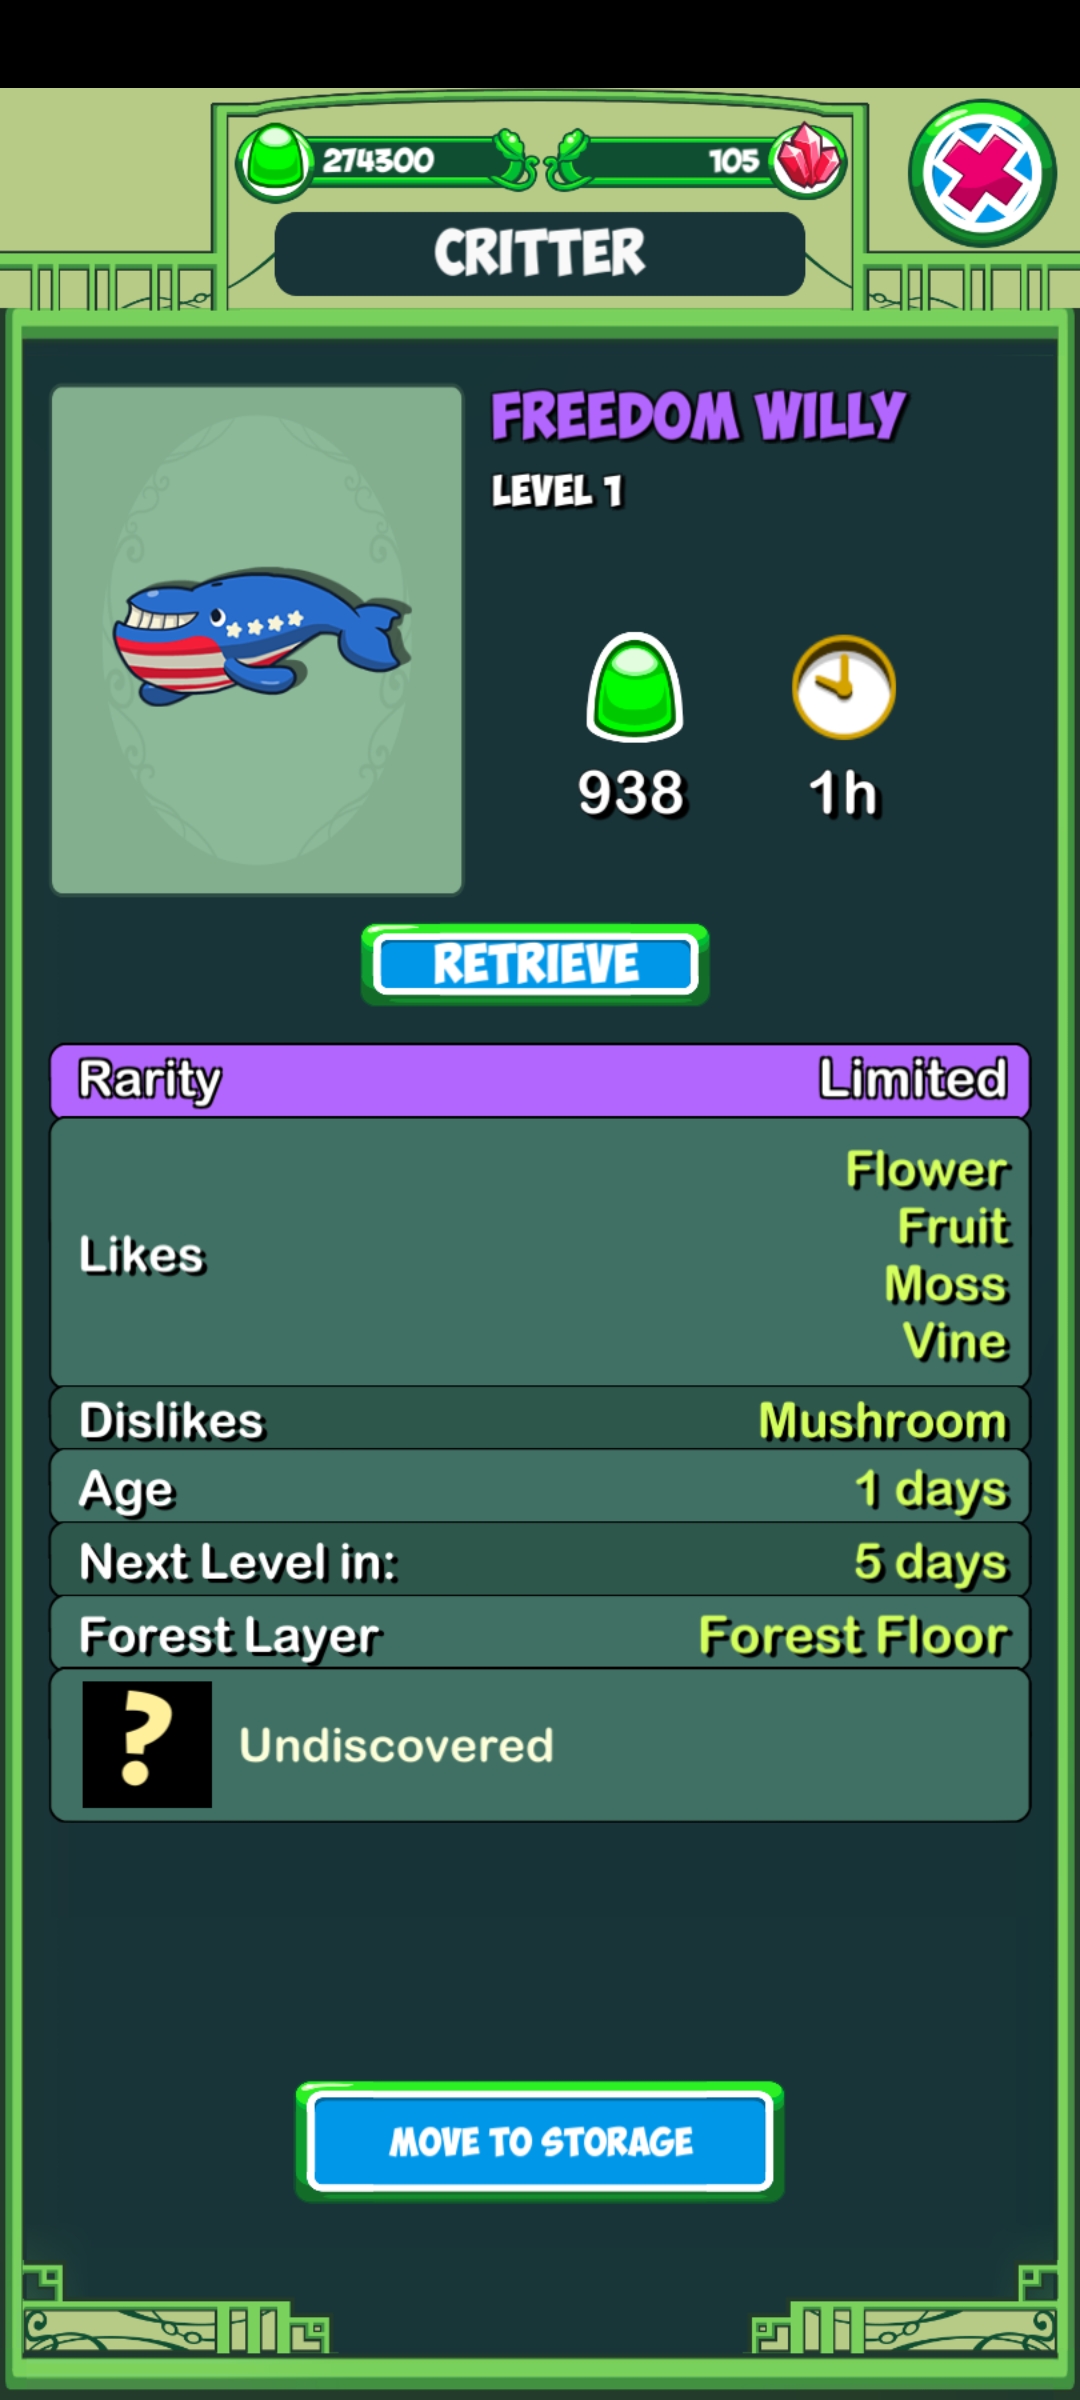 274300
105
CRITTER
FREEDOM WILLY
LEVEL 1
938
1h
RETRIEVE
Rarity Limited
Likes
Flower
Fruit
Moss
Vine
Dislikes Mushroom
Age 1 days
Next Level in: 5 days
Forest Layer Forest Floor
? Undiscovered
MOVE TO STORAGE